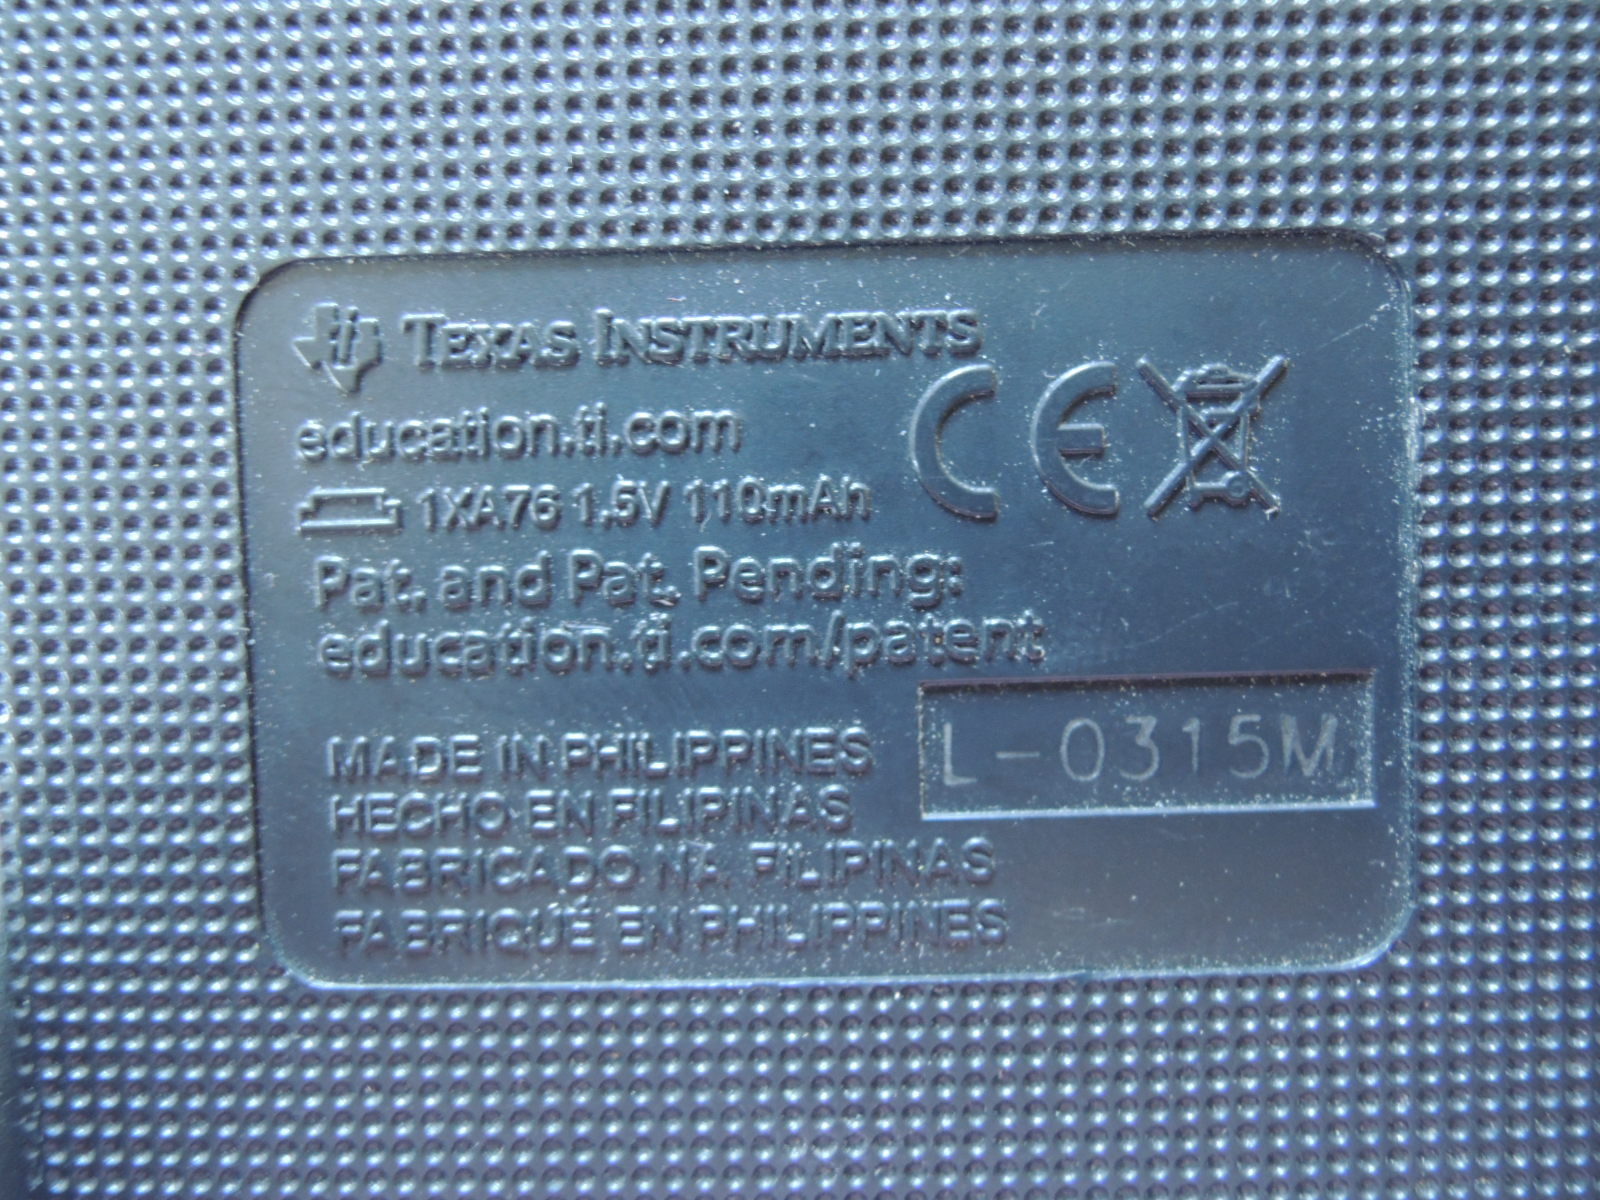 TEXAS INSTRUMENTS
education.ti.com
1XA76 1.5V 110mAh
Pat. and Pat. Pending:
education.ti.com/patent
L-0315M
MADE IN PHILIPPINES
HECHO EN FILIPINAS
FABRICADO NA FILIPINAS
FABRIQUÉ EN PHILIPPINES